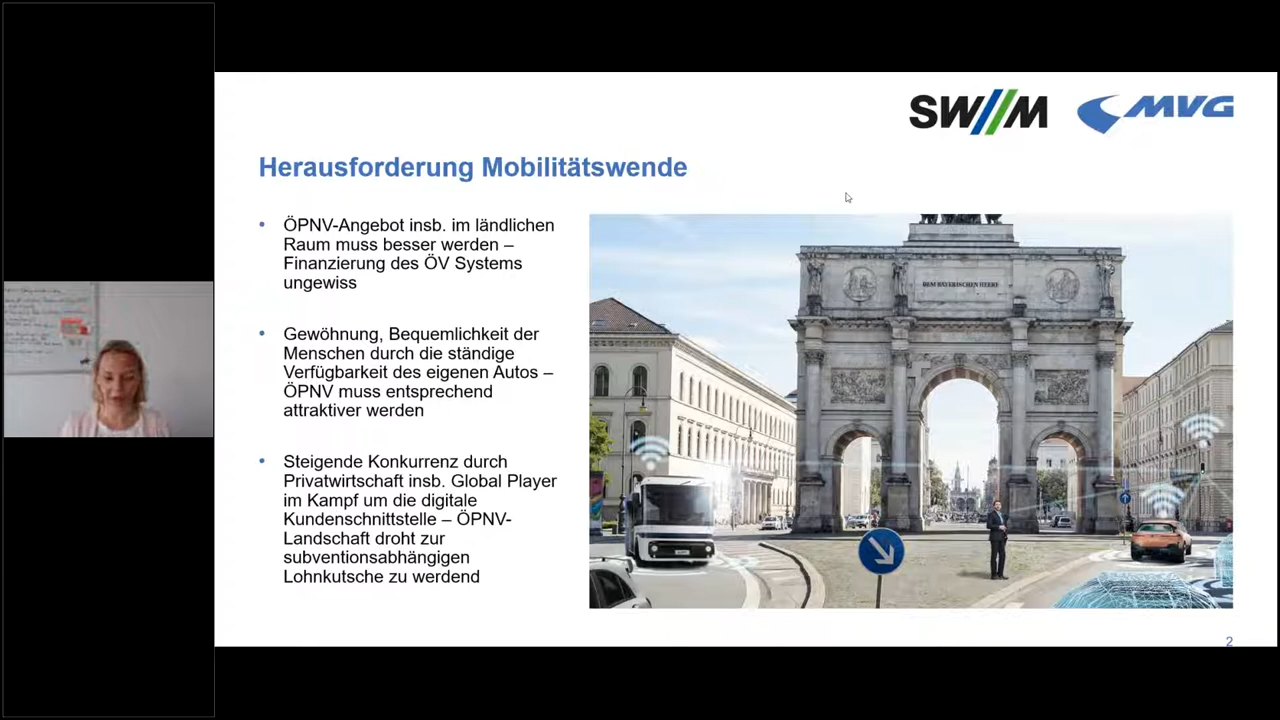 SW//M
MVG
Herausforderung Mobilitätswende
• ÖPNV-Angebot insb. im ländlichen
Raum muss besser werden –
Finanzierung des ÖV Systems
ungewiss
• Gewöhnung, Bequemlichkeit der
Menschen durch die ständige
Verfügbarkeit des eigenen Autos –
ÖPNV muss entsprechend
attraktiver werden
• Steigende Konkurrenz durch
Privatwirtschaft insb. Global Player
im Kampf um die digitale
Kundenschnittstelle – ÖPNV-
Landschaft droht zur
subventionsabhängigen
Lohnkutsche zu werdend
DEM BAYERISCHEN HEERE
2